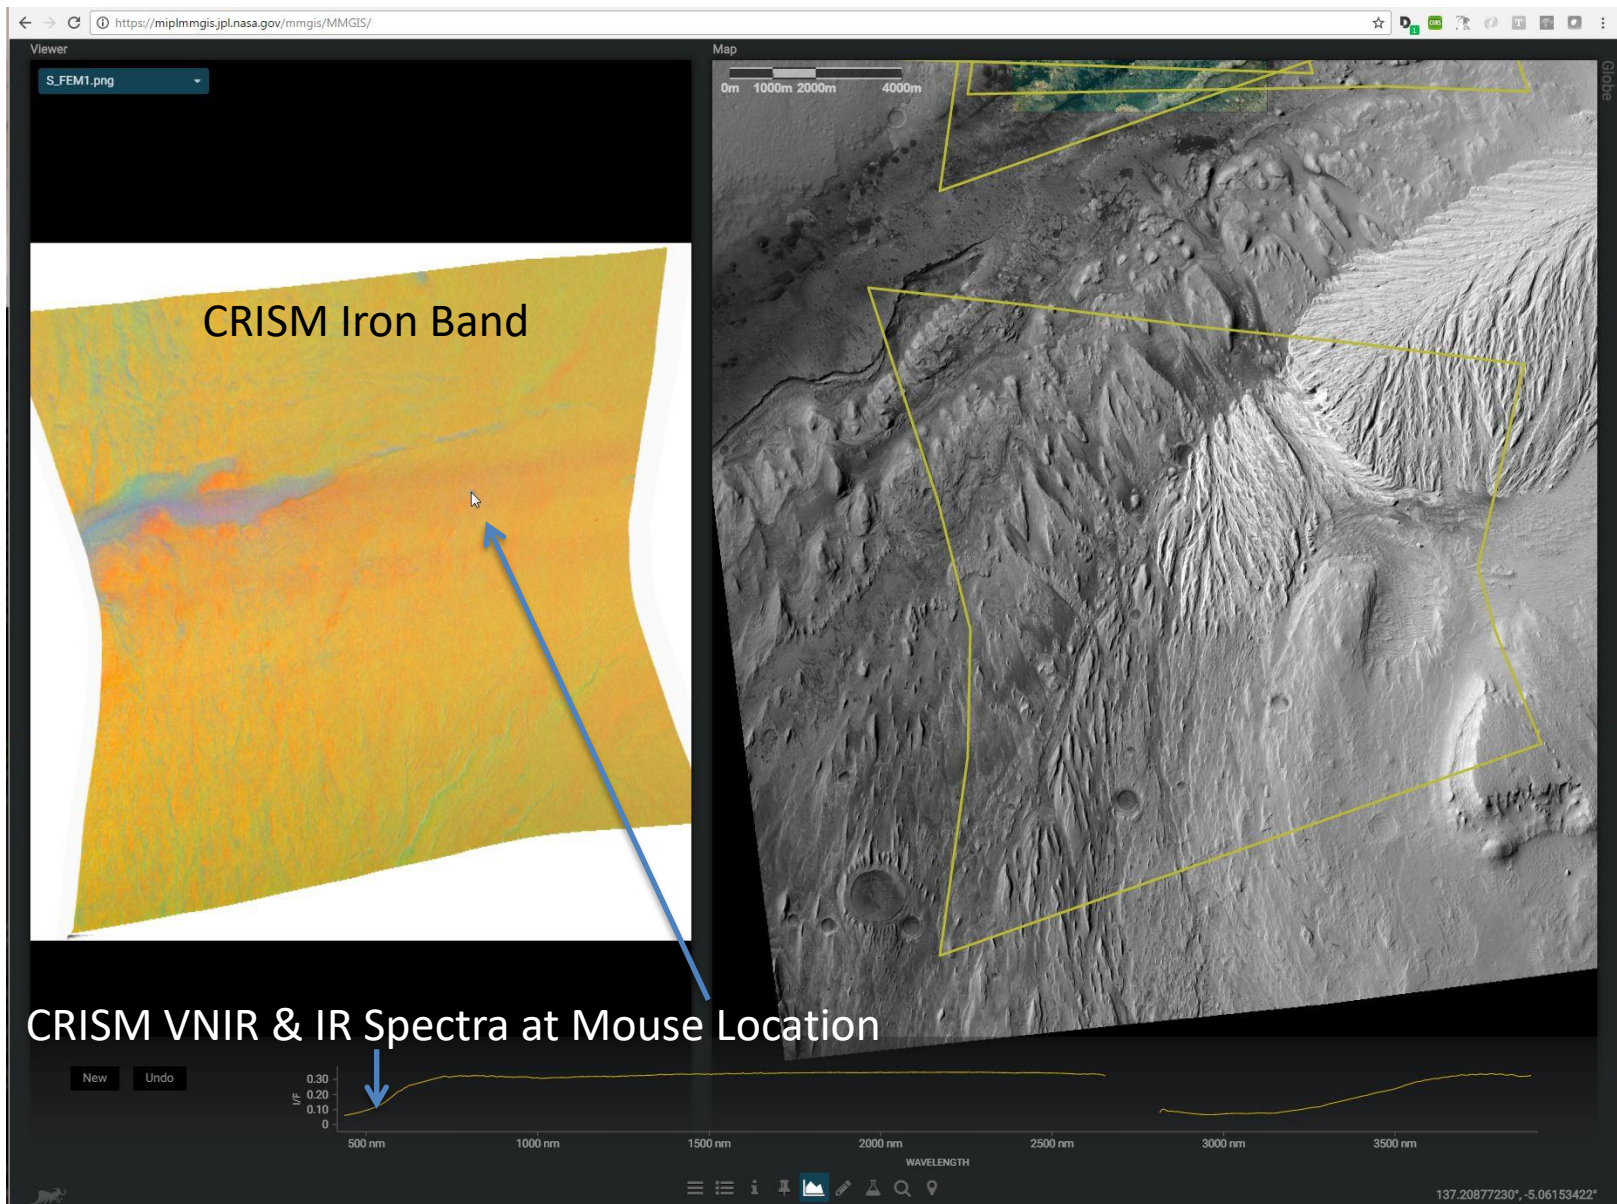 https://miplmmgis.jpl.nasa.gov/mmgis/MMGIS/
Viewer
Map
S_FEM1.png
0m 1000m 2000m 4000m
Globe
CRISM Iron Band
CRISM VNIR & IR Spectra at Mouse Location
New Undo
I/F
0.30
0.20
0.10
0
500 nm 1000 nm 1500 nm 2000 nm 2500 nm 3000 nm 3500 nm
WAVELENGTH
137.20877230°, -5.06153422°